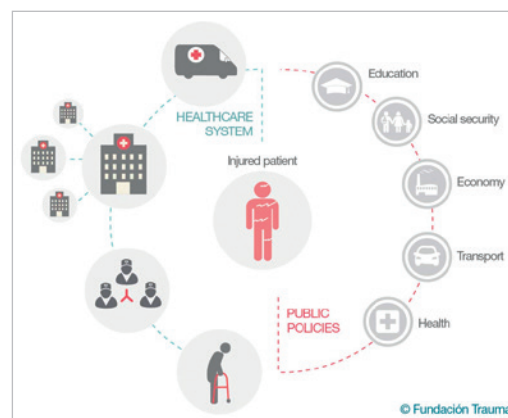 Education
HEALTHCARE
SYSTEM
Social security
Injured patient
Economy
Transport
PUBLIC
POLICIES
Health
© Fundación Trauma